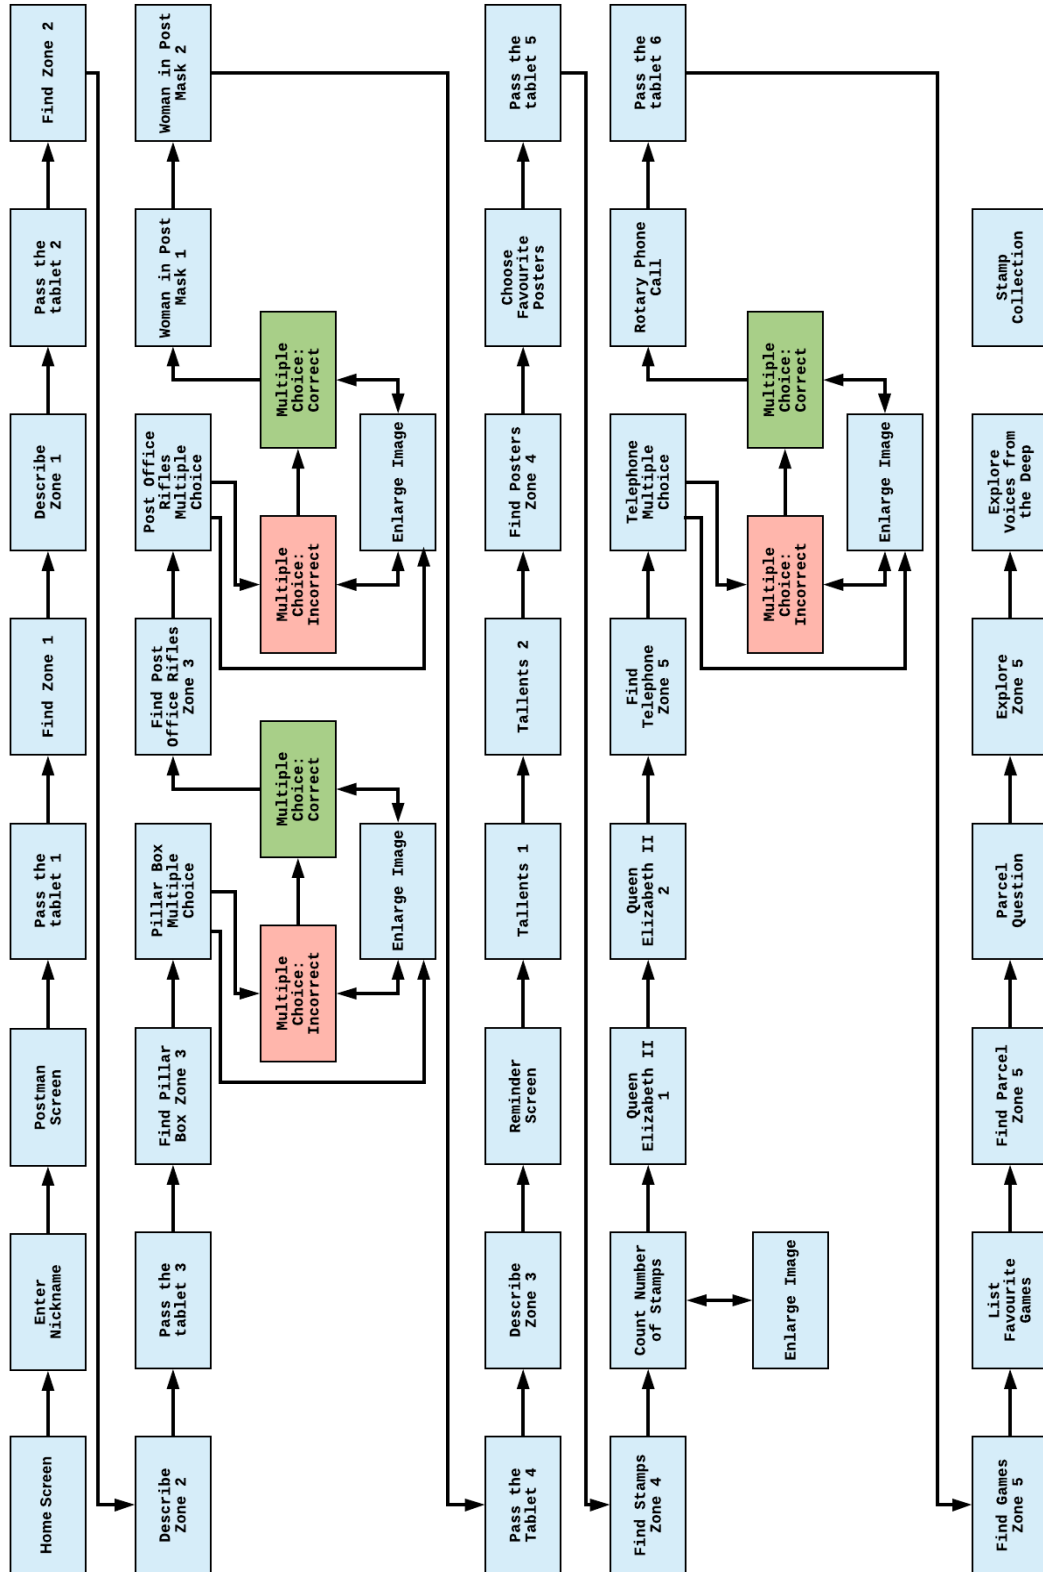 Home Screen
Enter
Nickname
Postman
Screen
Pass the
tablet 1
Find Zone 1
Describe
Zone 1
Pass the
tablet 2
Find Zone 2
Describe
Zone 2
Pass the
tablet 3
Find Pillar
Box Zone 3
Pillar Box
Multiple
Choice
Multiple
Choice:
Incorrect
Multiple
Choice:
Correct
Enlarge Image
Find Post
Office Rifles
Zone 3
Post Office
Rifles
Multiple
Choice
Multiple
Choice:
Incorrect
Multiple
Choice:
Correct
Enlarge Image
Woman in Post
Mask 1
Woman in Post
Mask 2
Pass the
Tablet 4
Describe
Zone 3
Reminder
Screen
Tallents 1
Tallents 2
Find Posters
Zone 4
Choose
Favourite
Posters
Pass the
tablet 5
Find Stamps
Zone 4
Count Number
of Stamps
Enlarge Image
Queen
Elizabeth II
1
Queen
Elizabeth II
2
Find
Telephone
Zone 5
Telephone
Multiple
Choice
Multiple
Choice:
Incorrect
Multiple
Choice:
Correct
Enlarge Image
Rotary Phone
Call
Pass the
tablet 6
Find Games
Zone 5
List
Favourite
Games
Find Parcel
Zone 5
Parcel
Question
Explore
Zone 5
Explore
Voices from
the Deep
Stamp
Collection